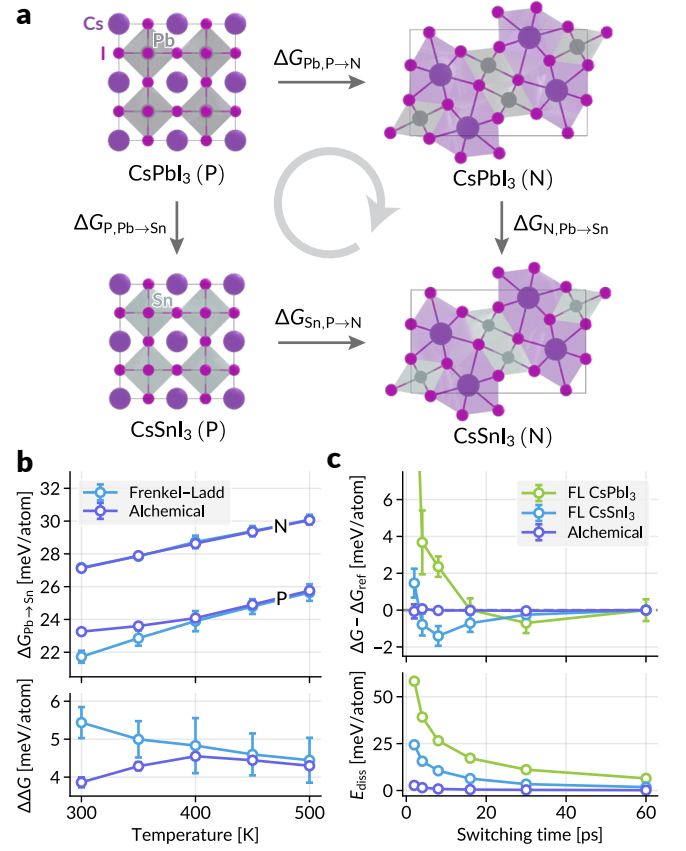 a
Cs
Pb
I
ΔG_Pb,P→N
CsPbI₃ (P)
CsPbI₃ (N)
ΔG_P,Pb→Sn
ΔG_N,Pb→Sn
Sn
ΔG_Sn,P→N
CsSnI₃ (P)
CsSnI₃ (N)
b
Frenkel–Ladd
Alchemical
N
P
ΔG_Pb→Sn [meV/atom]
32
30
28
26
24
22
ΔΔG [meV/atom]
6
5
4
300
400
500
Temperature [K]
c
FL CsPbI₃
FL CsSnI₃
Alchemical
ΔG − ΔG_ref [meV/atom]
6
4
2
0
−2
E_diss [meV/atom]
50
25
0
0
20
40
60
Switching time [ps]